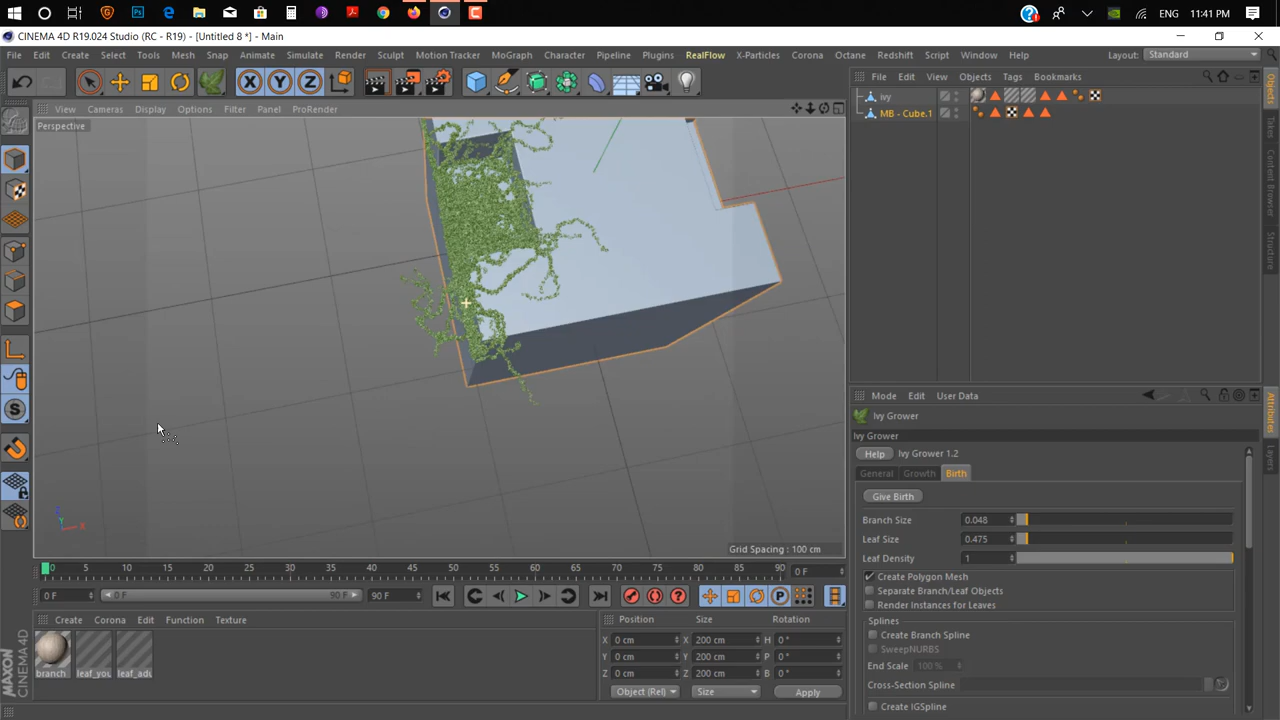 ENG 11:41 PM
CINEMA 4D R19.024 Studio (RC - R19) - [Untitled 8 *] - Main
File Edit Create Select Tools Mesh Snap Animate Simulate Render Sculpt Motion Tracker MoGraph Character Pipeline Plugins RealFlow X-Particles Corona Octane Redshift Script Window Help Layout: Standard
X Y Z
File Edit View Objects Tags Bookmarks
View Cameras Display Options Filter Panel ProRender
Perspective
ivy
MB - Cube.1
Objects
Takes
Content Browser
Structure
Mode Edit User Data
Ivy Grower
Ivy Grower
Help Ivy Grower 1.2
General Growth Birth
Give Birth
Branch Size 0.048
Leaf Size 0.475
Leaf Density 1
Create Polygon Mesh
Separate Branch/Leaf Objects
Render Instances for Leaves
Splines
Create Branch Spline
SweepNURBS
End Scale 100 %
Cross-Section Spline
Create IGSpline
Attributes
Layers
Z
Y X
Grid Spacing : 100 cm
0 5 10 15 20 25 30 35 40 45 50 55 60 65 70 75 80 85 90 0 F
0 F 0 F 90 F 90 F
Create Corona Edit Function Texture
branch leaf_you leaf_adu
Position Size Rotation
X 0 cm X 200 cm H 0 °
Y 0 cm Y 200 cm P 0 °
Z 0 cm Z 200 cm B 0 °
Object (Rel) Size Apply
MAXON CINEMA 4D